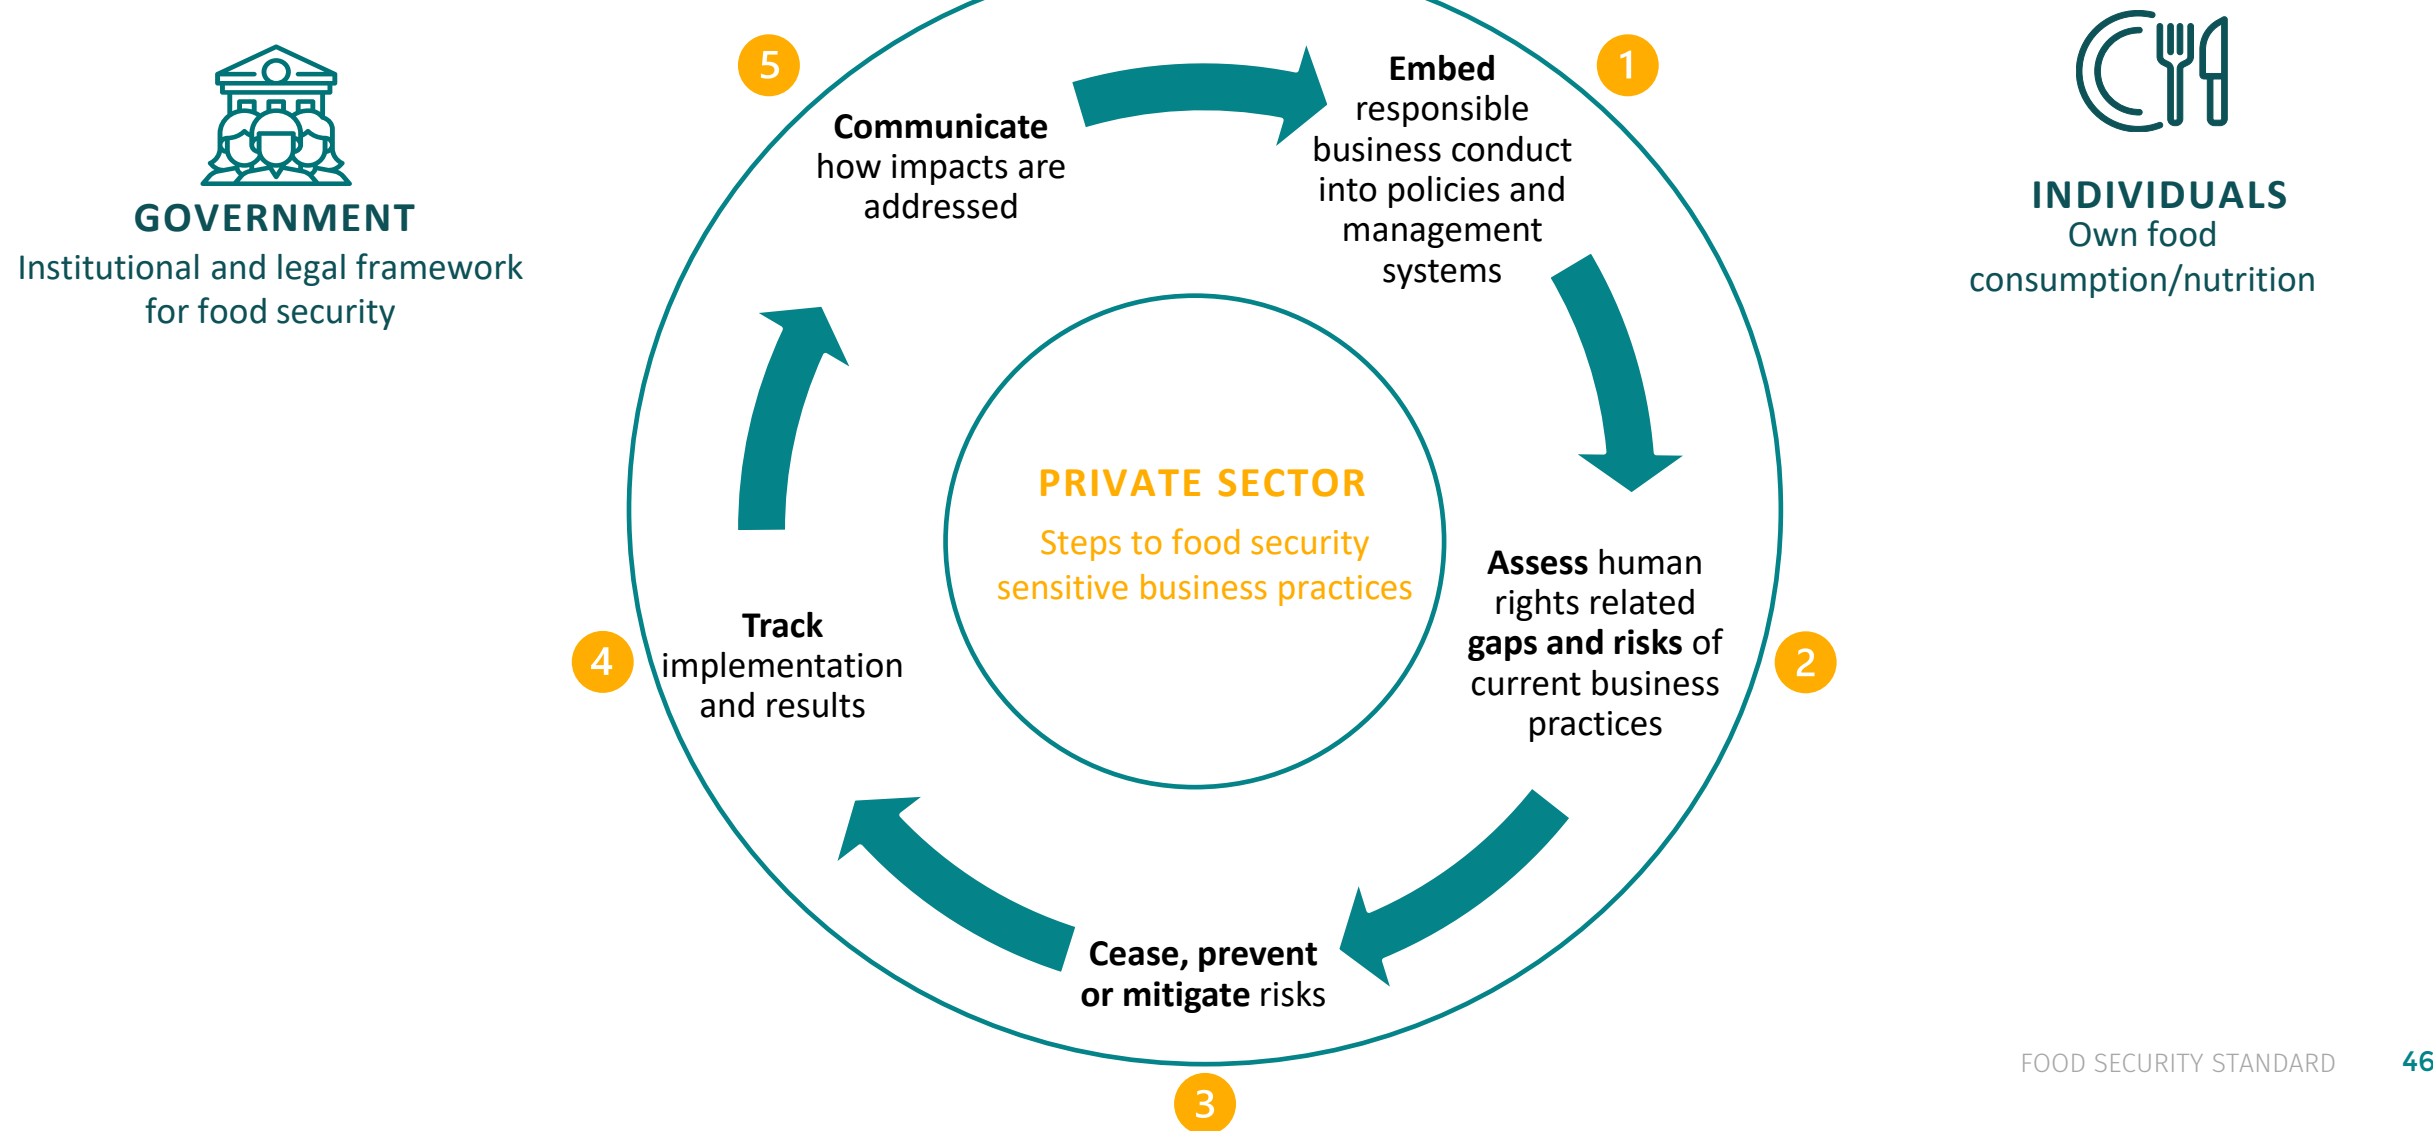 GOVERNMENT
Institutional and legal framework
for food security
5
Communicate
how impacts are
addressed
1
Embed
responsible
business conduct
into policies and
management
systems
INDIVIDUALS
Own food
consumption/nutrition
PRIVATE SECTOR
Steps to food security
sensitive business practices
Assess human
rights related
gaps and risks of
current business
practices
2
4
Track
implementation
and results
Cease, prevent
or mitigate risks
3
FOOD SECURITY STANDARD 46